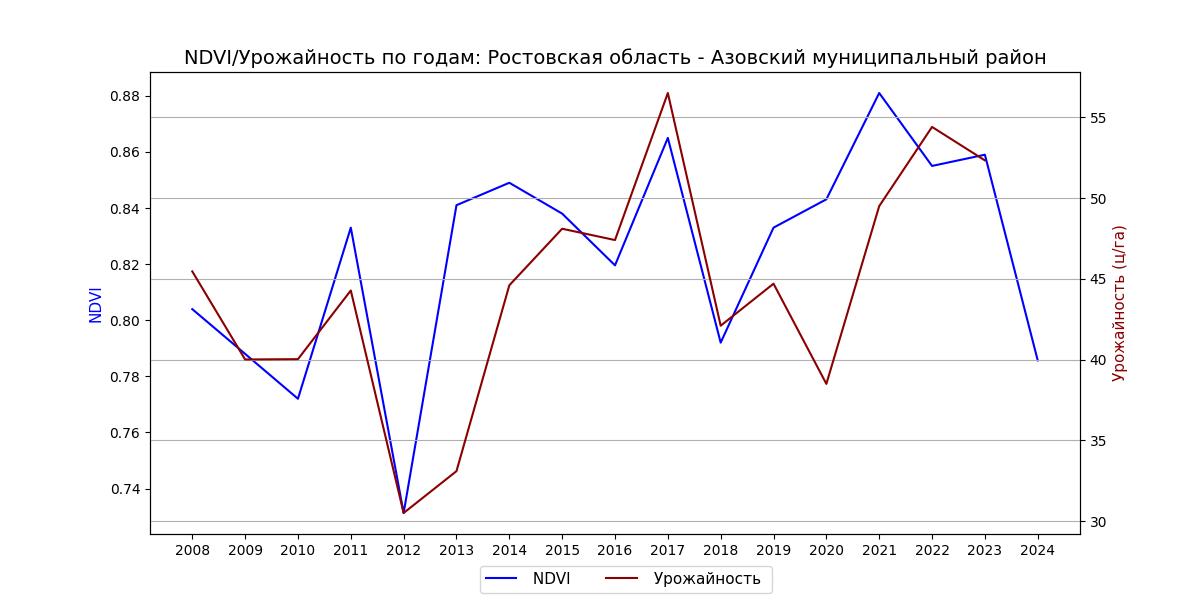 NDVI/Урожайность по годам: Ростовская область - Азовский муниципальный район
0.88
0.86
0.84
0.82
0.80
0.78
0.76
0.74
NDVI
55
50
45
40
35
30
Урожайность (ц/га)
2008 2009 2010 2011 2012 2013 2014 2015 2016 2017 2018 2019 2020 2021 2022 2023 2024
NDVI Урожайность